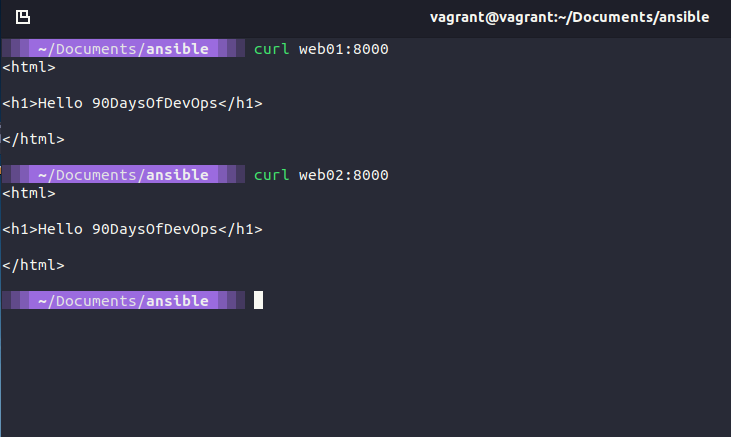 vagrant@vagrant:~/Documents/ansible
~/Documents/ansible curl web01:8000
<html>
<h1>Hello 90DaysOfDevOps</h1>
</html>
~/Documents/ansible curl web02:8000
<html>
<h1>Hello 90DaysOfDevOps</h1>
</html>
~/Documents/ansible